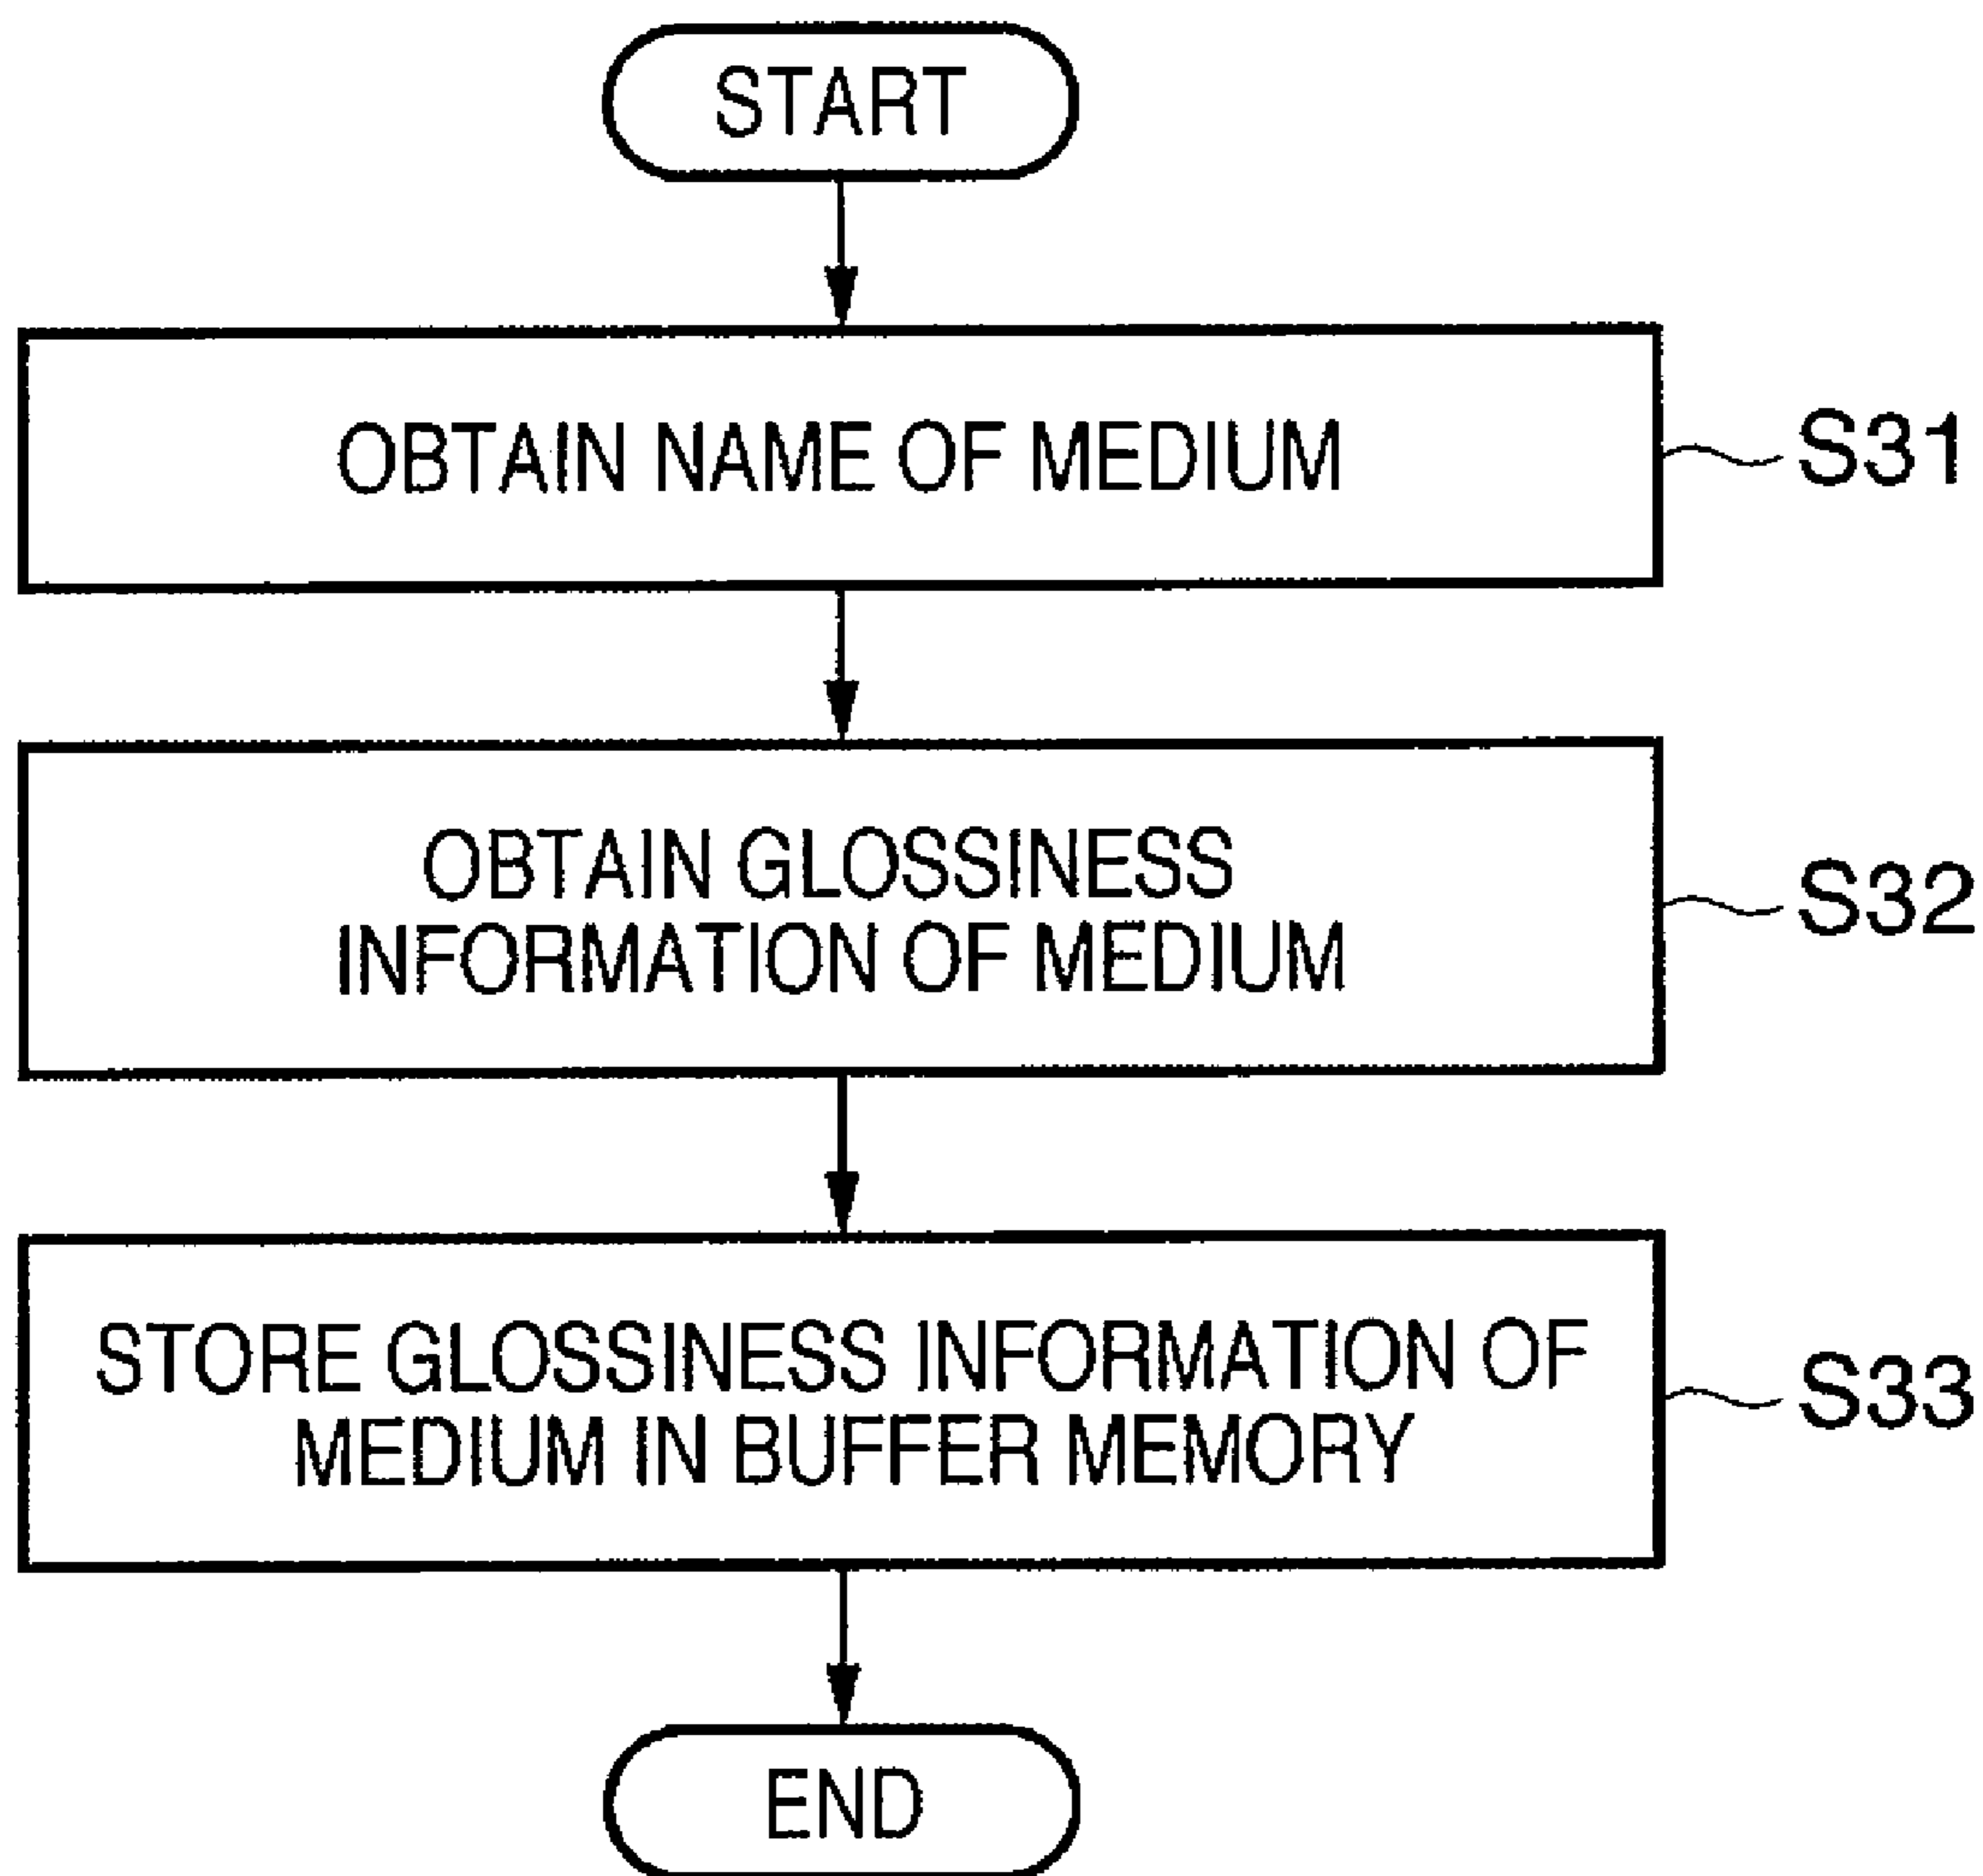 START
OBTAIN NAME OF MEDIUM
S31
OBTAIN GLOSSINESS
INFORMATION OF MEDIUM
S32
STORE GLOSSINESS INFORMATION OF
MEDIUM IN BUFFER MEMORY
S33
END